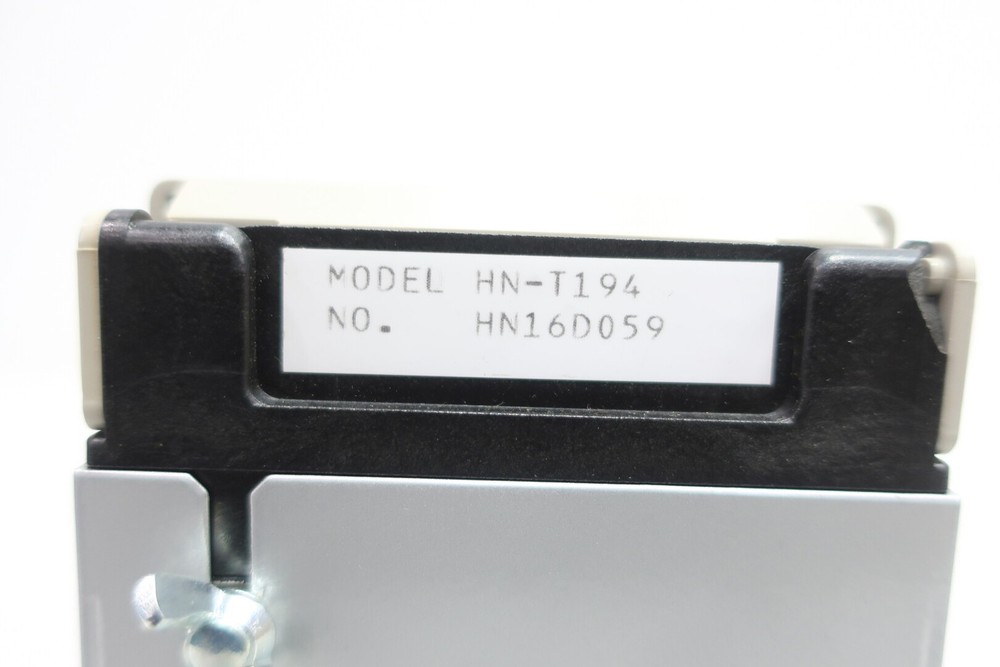 MODEL HN-T194
NO. HN16D059